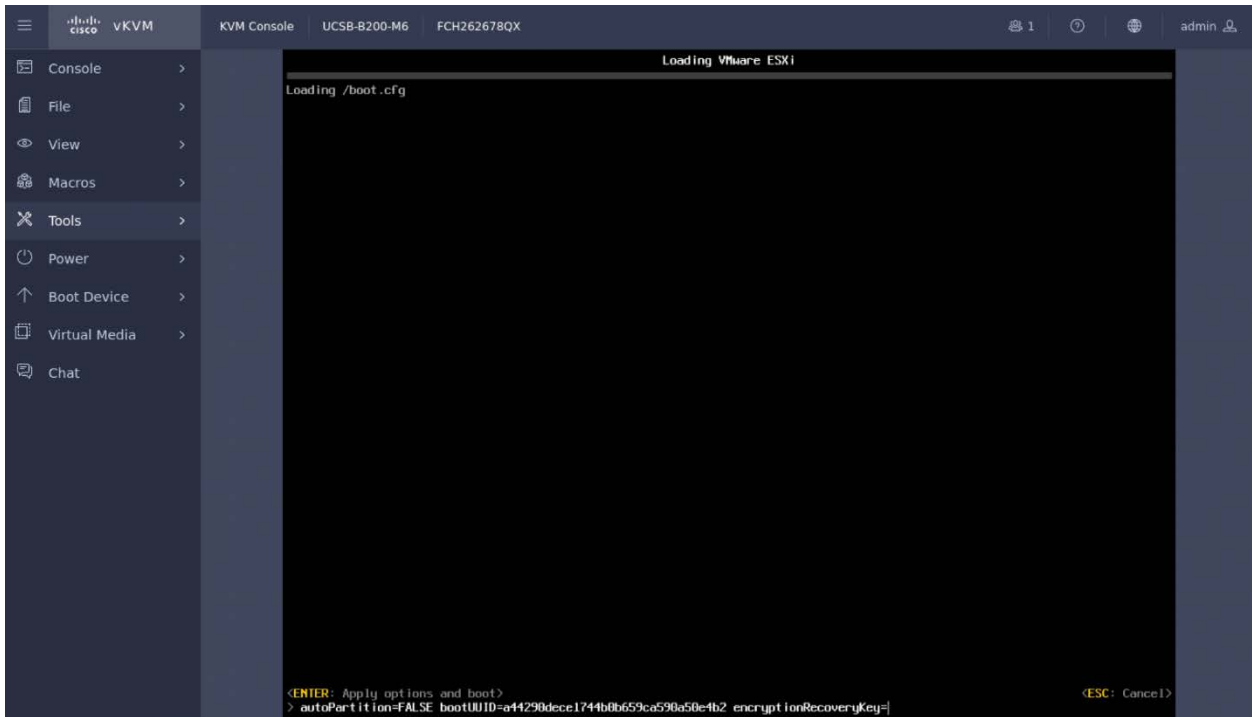 CISCO vKVM KVM Console UCSB-B200-M6 FCH262678QX 1 admin
Console
File
View
Macros
Tools
Power
Boot Device
Virtual Media
Chat
Loading VMware ESXi
Loading /boot.cfg
<ENTER: Apply options and boot> <ESC: Cancel>
> autoPartition=FALSE bootUUID=a44290dece1744b0b659ca590a50e4b2 encryptionRecoveryKey=